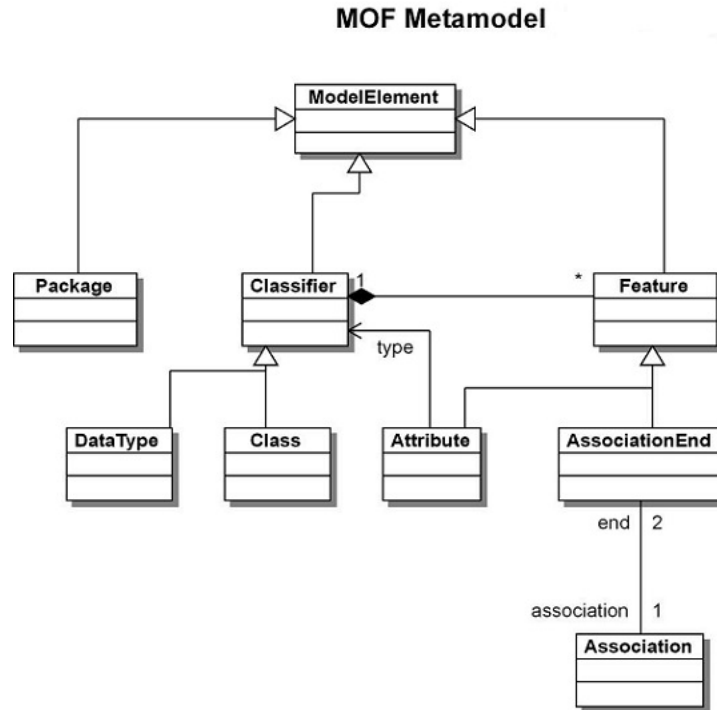 MOF Metamodel
ModelElement
Package
Classifier
1
*
Feature
type
DataType
Class
Attribute
AssociationEnd
end
2
association
1
Association